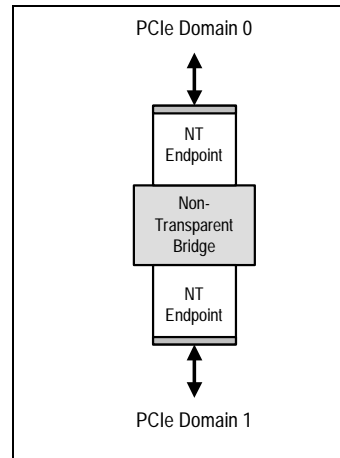 PCIe Domain 0
NT
Endpoint
Non-
Transparent
Bridge
NT
Endpoint
PCIe Domain 1